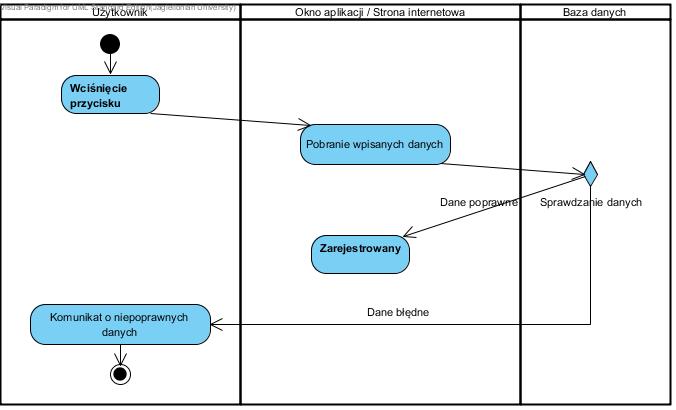 Visual Paradigm for UML Standard Edition(Jagiellonian University)
Użytkownik
Okno aplikacji / Strona internetowa
Baza danych
Wciśnięcie
przycisku
Pobranie wpisanych danych
Dane poprawne
Sprawdzanie danych
Zarejestrowany
Komunikat o niepoprawnych
danych
Dane błędne